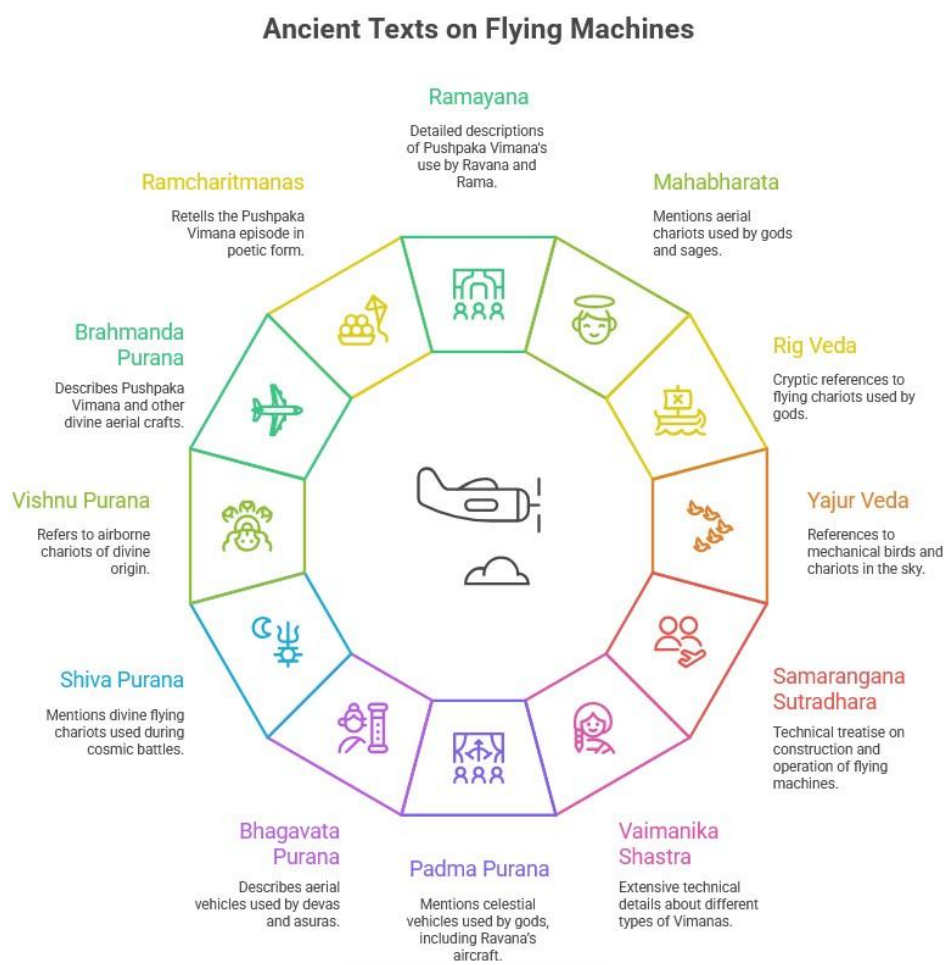 Ancient Texts on Flying Machines
Ramayana
Detailed descriptions
of Pushpaka Vimana's
use by Ravana and
Rama.
Mahabharata
Mentions aerial
chariots used by gods
and sages.
Rig Veda
Cryptic references to
flying chariots used by
gods.
Yajur Veda
References to
mechanical birds and
chariots in the sky.
Samarangana
Sutradhara
Technical treatise on
construction and
operation of flying
machines.
Vaimanika
Shastra
Extensive technical
details about different
types of Vimanas.
Padma Purana
Mentions celestial
vehicles used by gods,
including Ravana's
aircraft.
Bhagavata
Purana
Describes aerial
vehicles used by devas
and asuras.
Shiva Purana
Mentions divine flying
chariots used during
cosmic battles.
Vishnu Purana
Refers to airborne
chariots of divine
origin.
Brahmanda
Purana
Describes Pushpaka
Vimana and other
divine aerial crafts.
Ramcharitmanas
Retells the Pushpaka
Vimana episode in
poetic form.